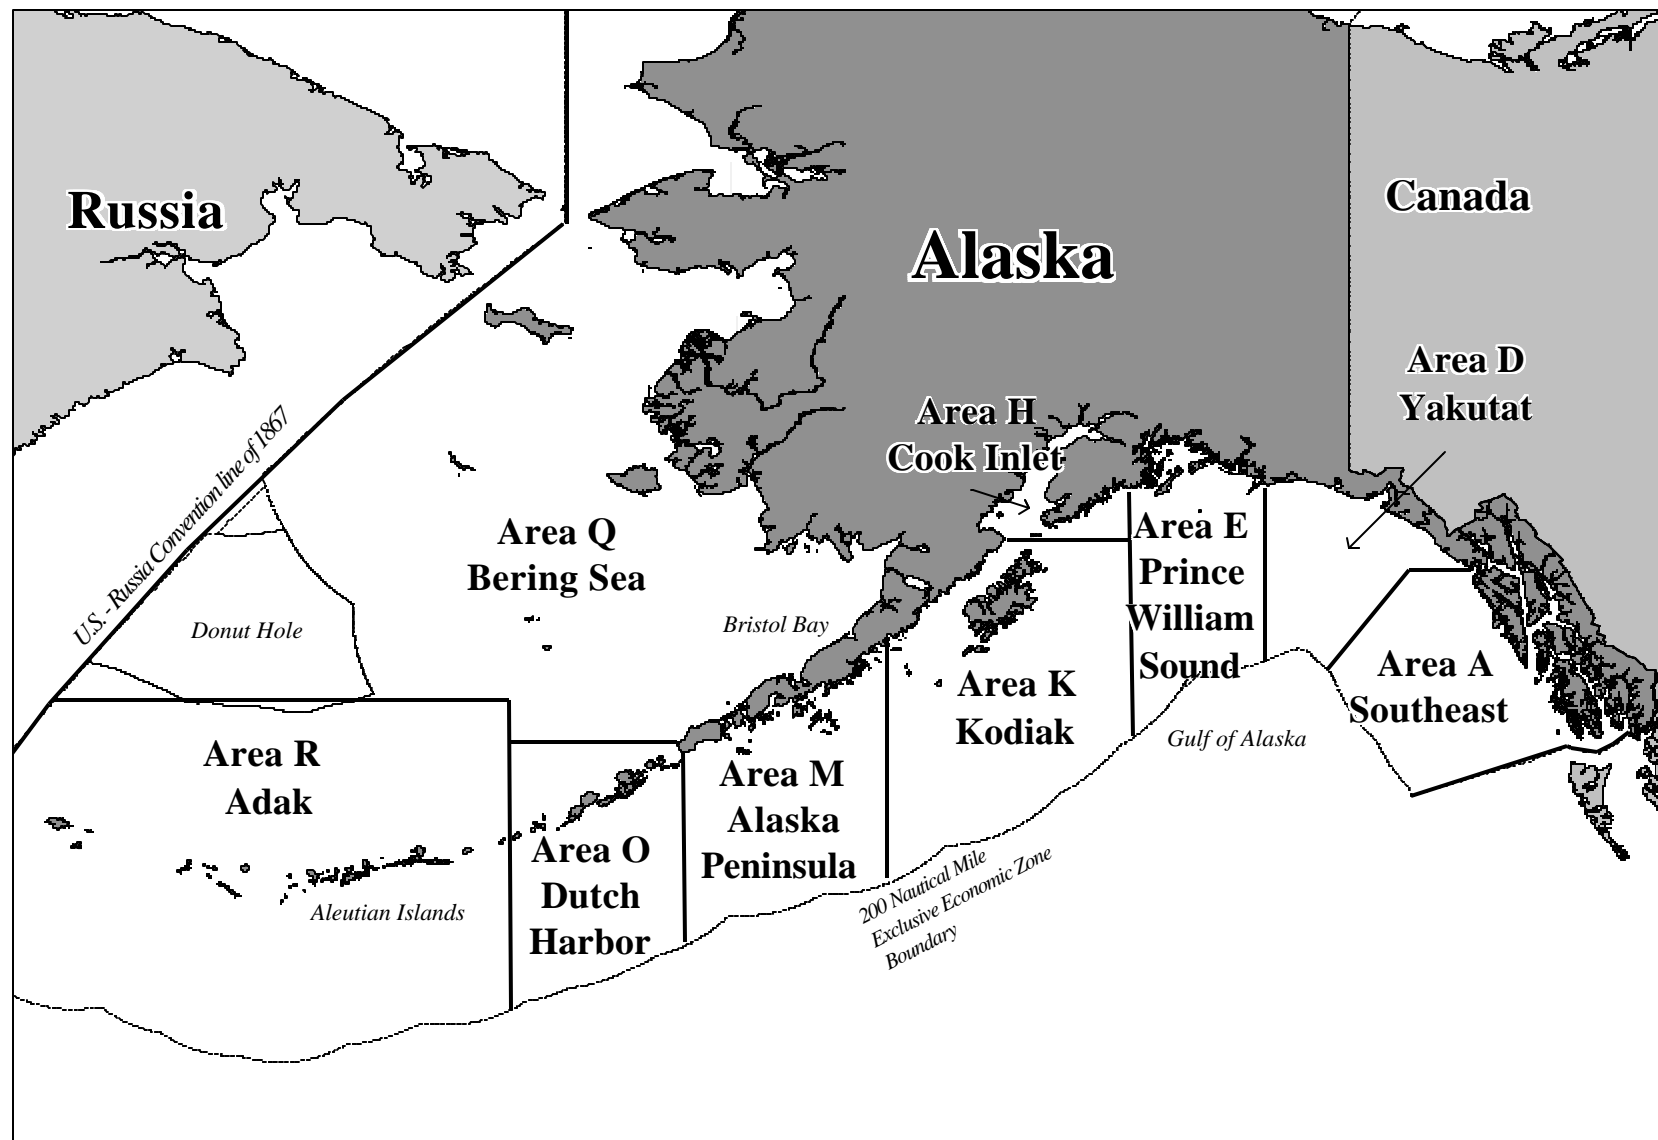 Russia
Canada
Alaska
Area D
Yakutat
Area H
Cook Inlet
U.S. - Russia Convention line of 1867
Area Q
Bering Sea
Area E
Prince
William
Sound
Donut Hole
Bristol Bay
Area A
Southeast
Area K
Kodiak
Gulf of Alaska
Area R
Adak
Area M
Alaska
Peninsula
Area O
Dutch
Harbor
Aleutian Islands
200 Nautical Mile
Exclusive Economic Zone
Boundary